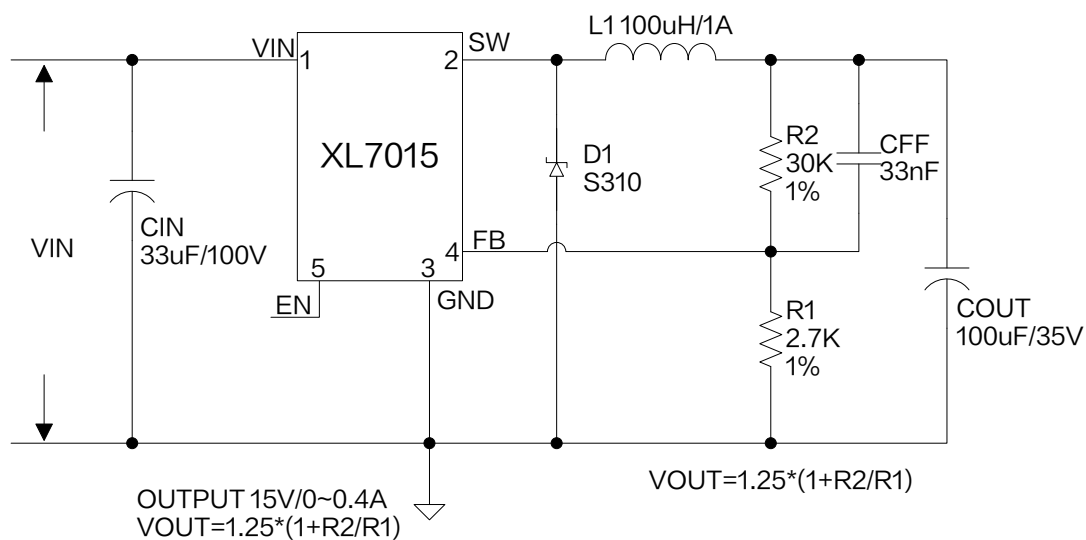 L1 100uH/1A
VIN
1
2
SW
XL7015
D1
S310
R2
30K
1%
CFF
33nF
CIN
33uF/100V
VIN
4
FB
5
3
EN
GND
R1
2.7K
1%
COUT
100uF/35V
OUTPUT 15V/0~0.4A
VOUT=1.25*(1+R2/R1)
VOUT=1.25*(1+R2/R1)